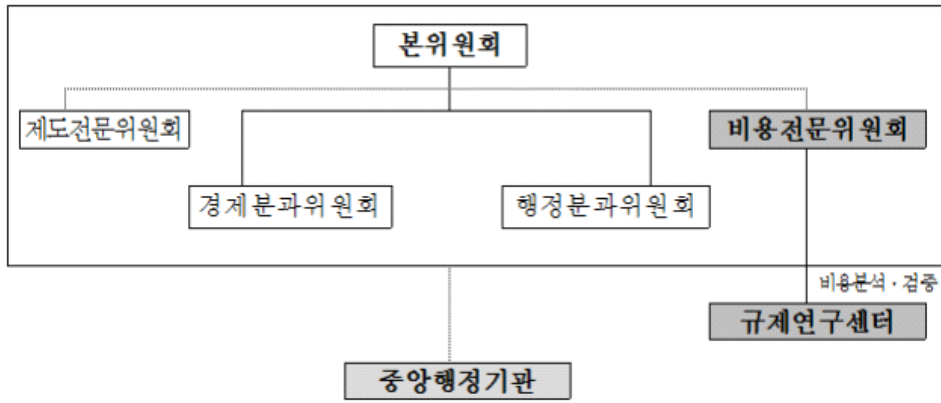 본위원회
제도전문위원회
비용전문위원회
경제분과위원회
행정분과위원회
비용분석·검증
규제연구센터
중앙행정기관